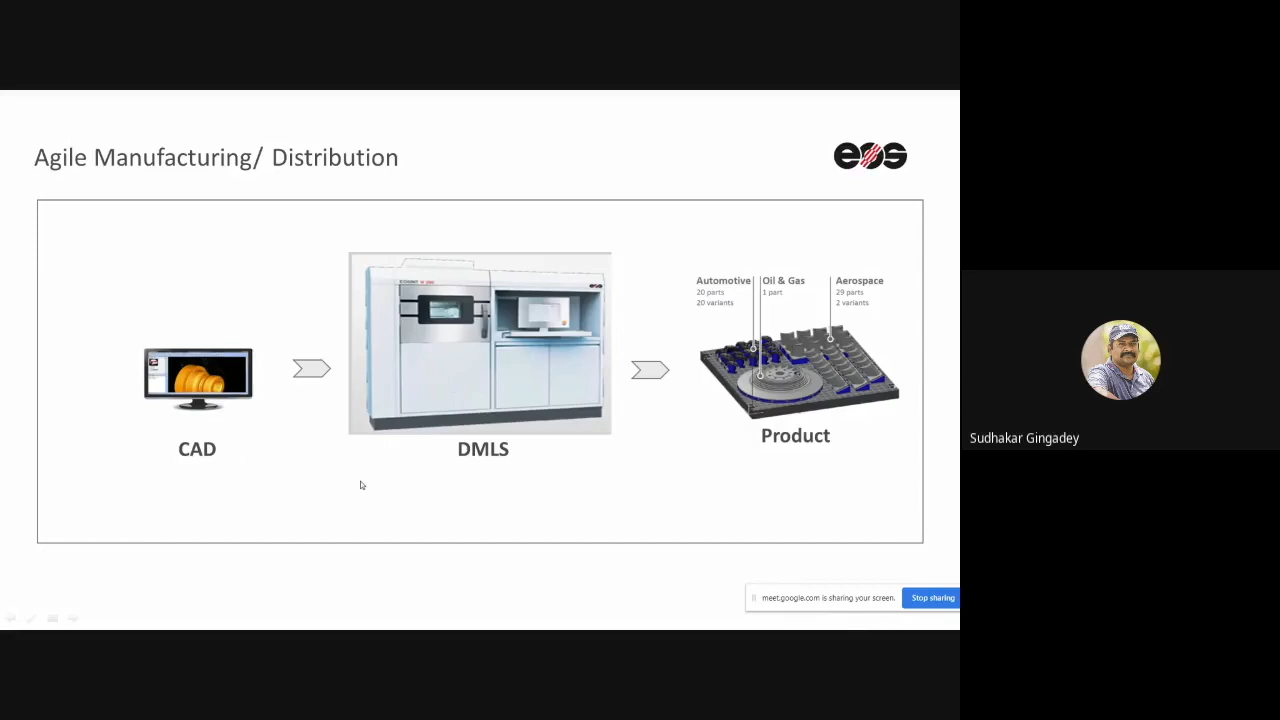 Agile Manufacturing/ Distribution
eos
Automotive
20 parts
20 variants
Oil & Gas
1 part
Aerospace
29 parts
2 variants
CAD
DMLS
Product
Sudhakar Gingadey
meet.google.com is sharing your screen.
Stop sharing